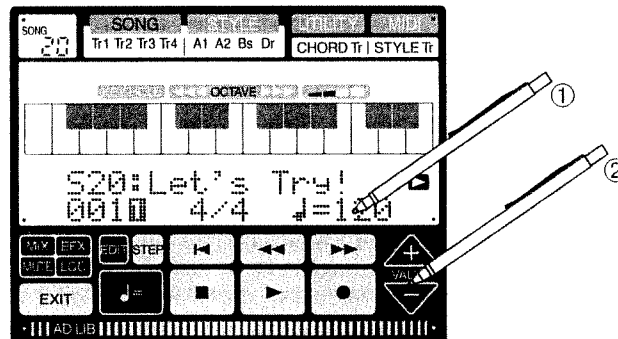 SONG
20
SONG STYLE UTILITY MIDI
Tr1 Tr2 Tr3 Tr4 | A1 A2 Bs Dr CHORD Tr | STYLE Tr
OCTAVE
S20:Let's Try!
001 4/4 ♩=120
MIX EFX EDIT STEP
MUTE LOC
EXIT ♩=
+
VALUE
−
AD LIB
①
②